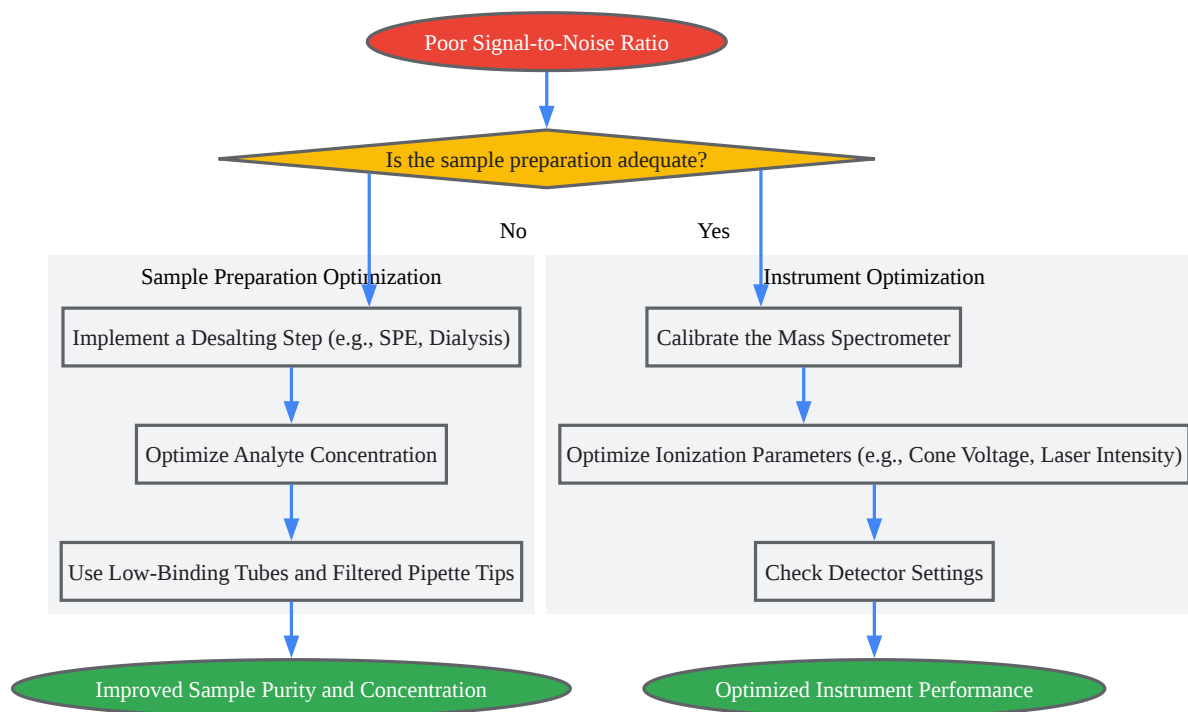 Poor Signal-to-Noise Ratio
Is the sample preparation adequate?
No
Yes
Sample Preparation Optimization
Implement a Desalting Step (e.g., SPE, Dialysis)
Optimize Analyte Concentration
Use Low-Binding Tubes and Filtered Pipette Tips
Improved Sample Purity and Concentration
Instrument Optimization
Calibrate the Mass Spectrometer
Optimize Ionization Parameters (e.g., Cone Voltage, Laser Intensity)
Check Detector Settings
Optimized Instrument Performance